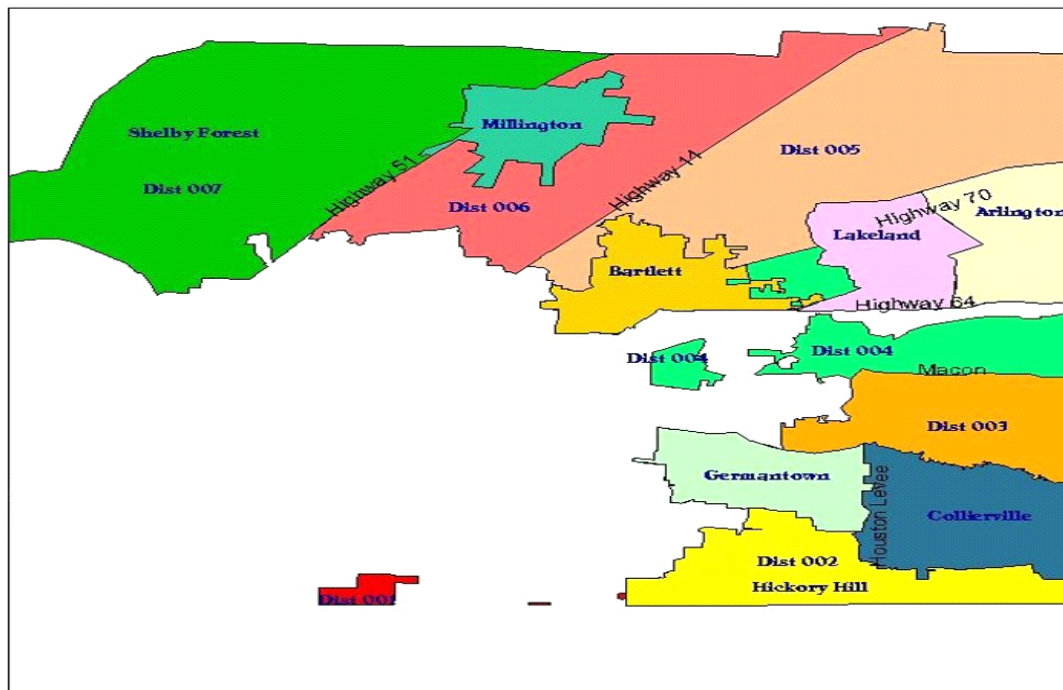 Shelby Forest
Millington
Dist 005
Dist 007
Highway 51
Highway 14
Dist 006
Highway 70
Arlington
Lakeland
Bartlett
Highway 64
Dist 004
Dist 004
Macon
Dist 003
Germantown
Houston Levee
Collierville
Dist 002
Hickory Hill
Dist 001